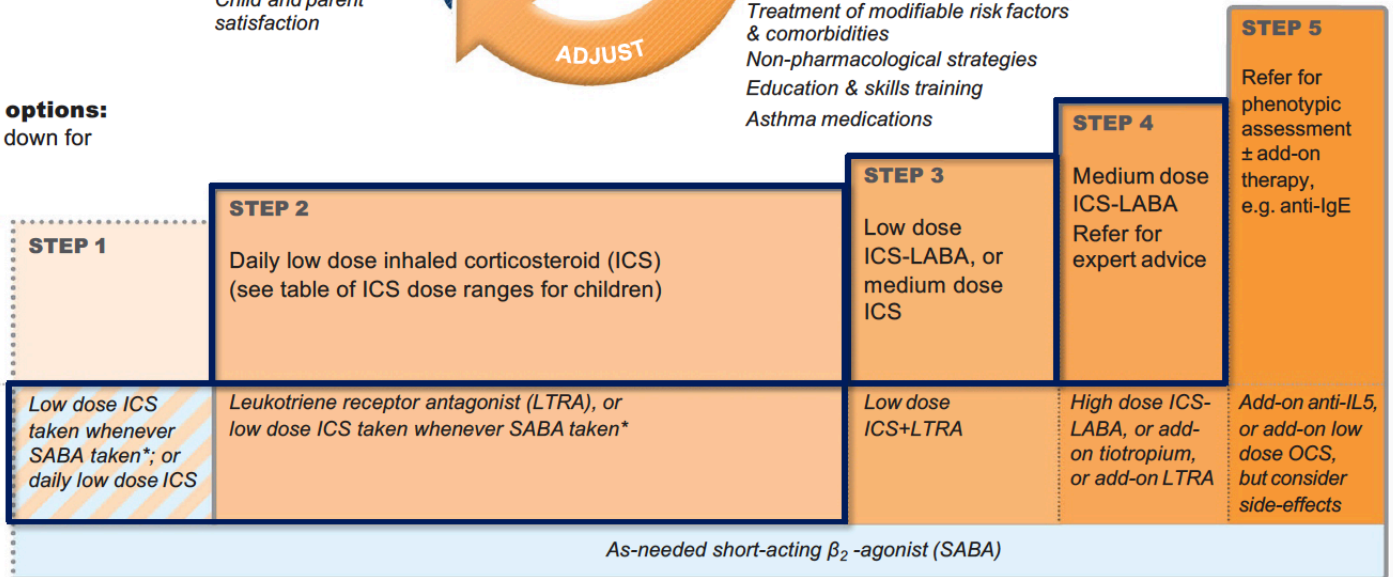 Child and parent
satisfaction
ADJUST
Treatment of modifiable risk factors
& comorbidities
Non-pharmacological strategies
Education & skills training
Asthma medications
options:
down for
STEP 1
STEP 2
Daily low dose inhaled corticosteroid (ICS)
(see table of ICS dose ranges for children)
STEP 3
Low dose
ICS-LABA, or
medium dose
ICS
STEP 4
Medium dose
ICS-LABA
Refer for
expert advice
STEP 5
Refer for
phenotypic
assessment
± add-on
therapy,
e.g. anti-IgE
Low dose ICS
taken whenever
SABA taken*; or
daily low dose ICS
Leukotriene receptor antagonist (LTRA), or
low dose ICS taken whenever SABA taken*
Low dose
ICS+LTRA
High dose ICS-
LABA, or add-
on tiotropium,
or add-on LTRA
Add-on anti-IL5,
or add-on low
dose OCS,
but consider
side-effects
As-needed short-acting β₂ -agonist (SABA)